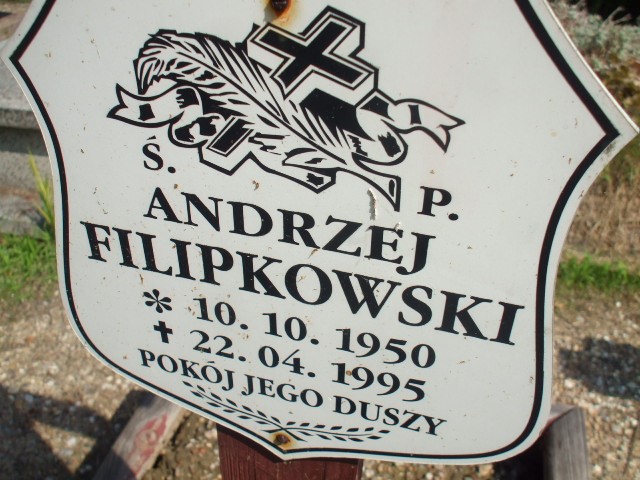 Ś. P.
ANDRZEJ
FILIPKOWSKI
* 10. 10. 1950
✝ 22. 04. 1995
POKÓJ JEGO DUSZY